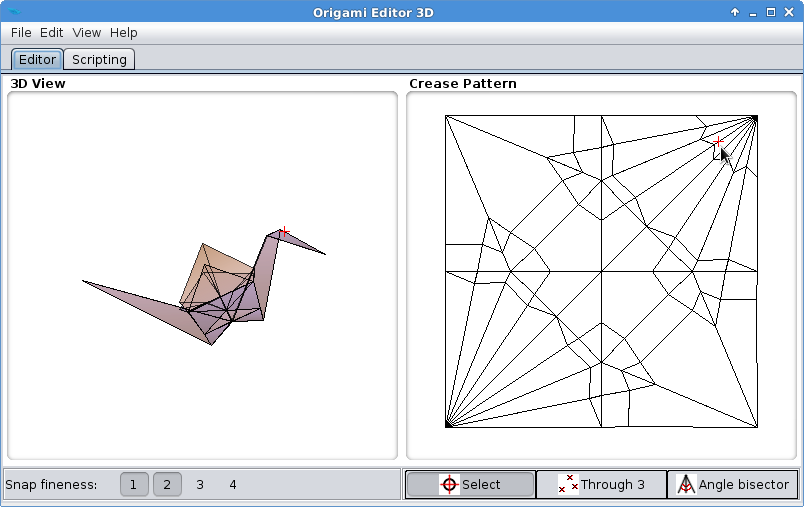 Origami Editor 3D
File Edit View Help
Editor Scripting
3D View
Crease Pattern
Snap fineness: 1 2 3 4
Select
Through 3
Angle bisector